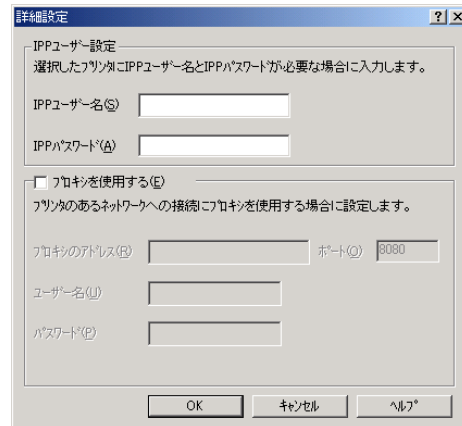 詳細設定
IPPユーザー設定
選択したプリンタにIPPユーザー名とIPPパスワードが必要な場合に入力します。
IPPユーザー名(S)
IPPパスワード(A)
プロキシを使用する(E)
プリンタのあるネットワークへの接続にプロキシを使用する場合に設定します。
プロキシのアドレス(R) ポート(O) 8080
ユーザー名(U)
パスワード(P)
OK キャンセル ヘルプ